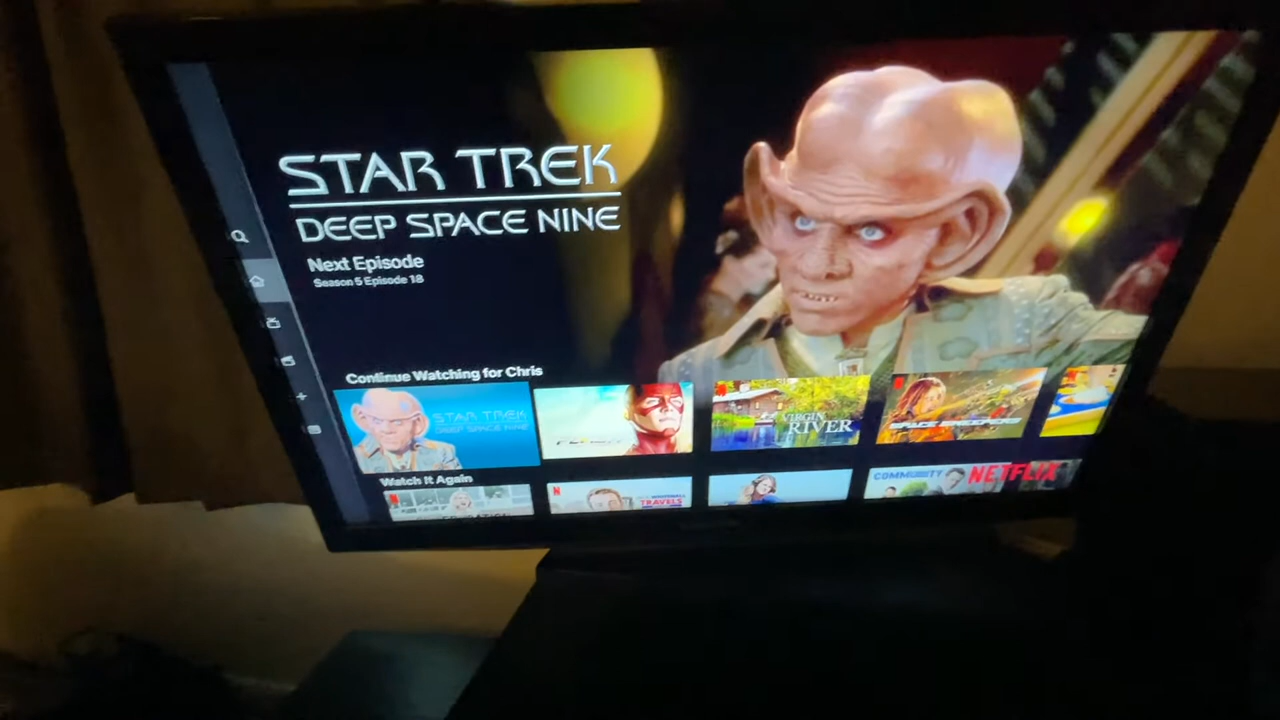 STAR TREK
DEEP SPACE NINE
Next Episode
Season 5 Episode 18
Continue Watching for Chris
STAR TREK
DEEP SPACE NINE
VIRGIN
RIVER
SPACE SWEEPERS
Watch It Again
TRAVELS
COMMUNITY
NETFLIX